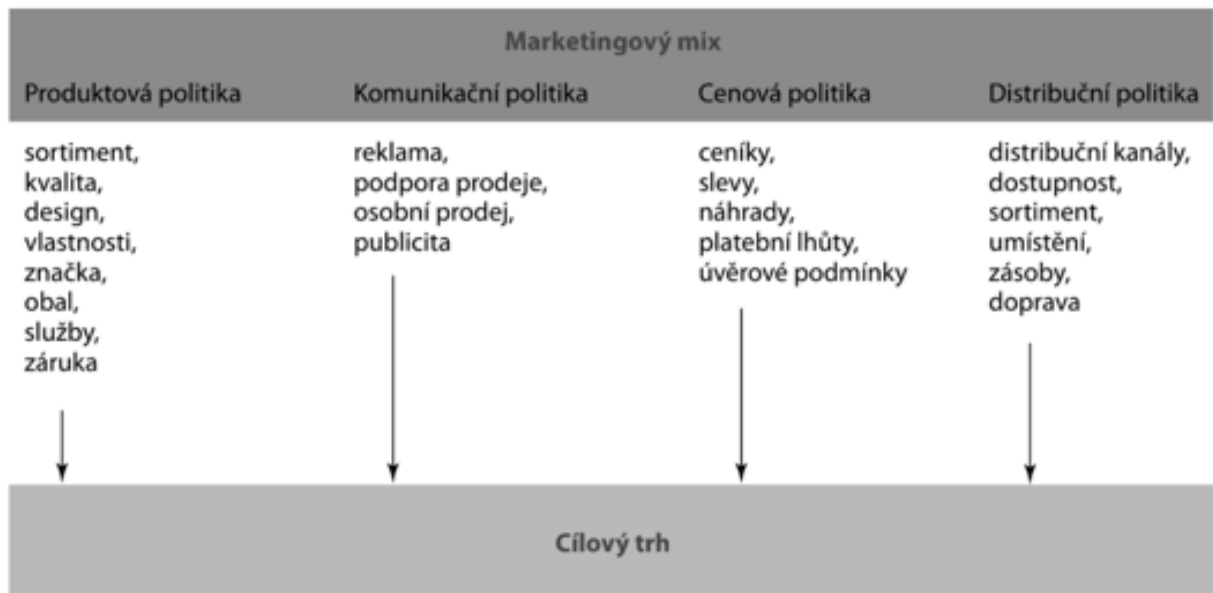 Marketingový mix
Produktová politika
Komunikační politika
Cenová politika
Distribuční politika
sortiment,
kvalita,
design,
vlastnosti,
značka,
obal,
služby,
záruka
reklama,
podpora prodeje,
osobní prodej,
publicita
ceníky,
slevy,
náhrady,
platební lhůty,
úvěrové podmínky
distribuční kanály,
dostupnost,
sortiment,
umístění,
zásoby,
doprava
Cílový trh